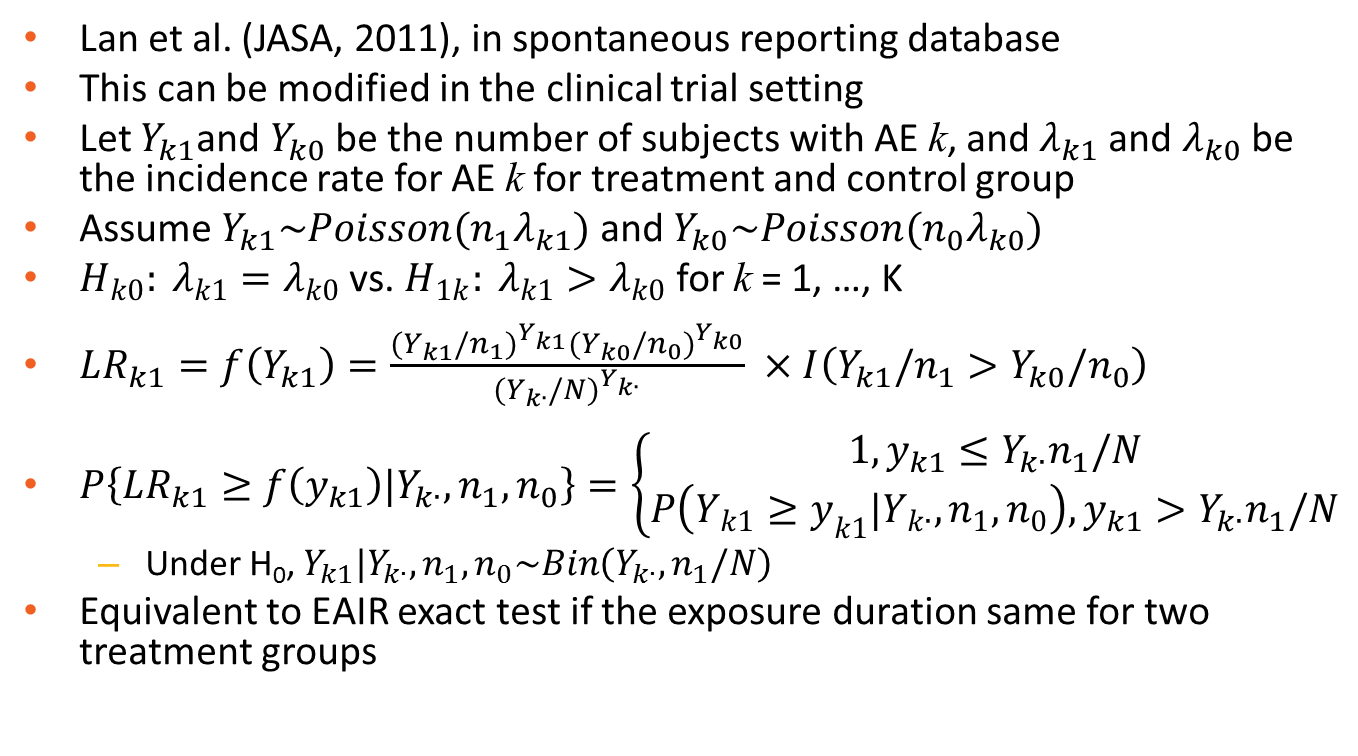 • Lan et al. (JASA, 2011), in spontaneous reporting database
• This can be modified in the clinical trial setting
• Let Y_{k1}and Y_{k0} be the number of subjects with AE k, and λ_{k1} and λ_{k0} be
the incidence rate for AE k for treatment and control group
• Assume Y_{k1}~Poisson(n_1λ_{k1}) and Y_{k0}~Poisson(n_0λ_{k0})
• H_{k0}: λ_{k1} = λ_{k0} vs. H_{1k}: λ_{k1} > λ_{k0} for k = 1, …, K
• LR_{k1} = f(Y_{k1}) = \frac{(Y_{k1}/n_1)^{Y_{k1}}(Y_{k0}/n_0)^{Y_{k0}}}{(Y_{k·}/N)^{Y_{k·}}} × I(Y_{k1}/n_1 > Y_{k0}/n_0)
• P{LR_{k1} ≥ f(y_{k1})|Y_{k·}, n_1, n_0} = { 1, y_{k1} ≤ Y_{k·}n_1/N
P(Y_{k1} ≥ y_{k1}|Y_{k·}, n_1, n_0), y_{k1} > Y_{k·}n_1/N
– Under H_0, Y_{k1}|Y_{k·}, n_1, n_0~Bin(Y_{k·}, n_1/N)
• Equivalent to EAIR exact test if the exposure duration same for two
treatment groups